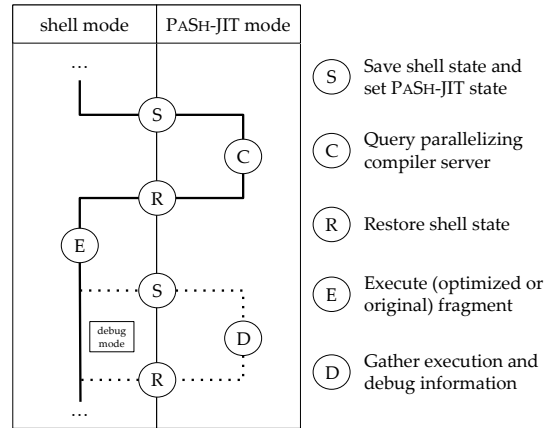 shell mode
PASH-JIT mode
...
S
C
R
E
S
debug
mode
D
R
...
S
Save shell state and
set PASH-JIT state
C
Query parallelizing
compiler server
R
Restore shell state
E
Execute (optimized or
original) fragment
D
Gather execution and
debug information